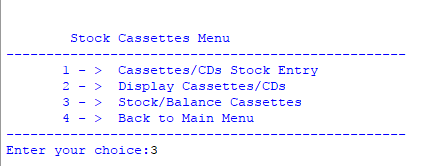 Stock Cassettes Menu
--------------------------------------------------
1 - > Cassettes/CDs Stock Entry
2 - > Display Cassettes/CDs
3 - > Stock/Balance Cassettes
4 - > Back to Main Menu
--------------------------------------------------
Enter your choice:3